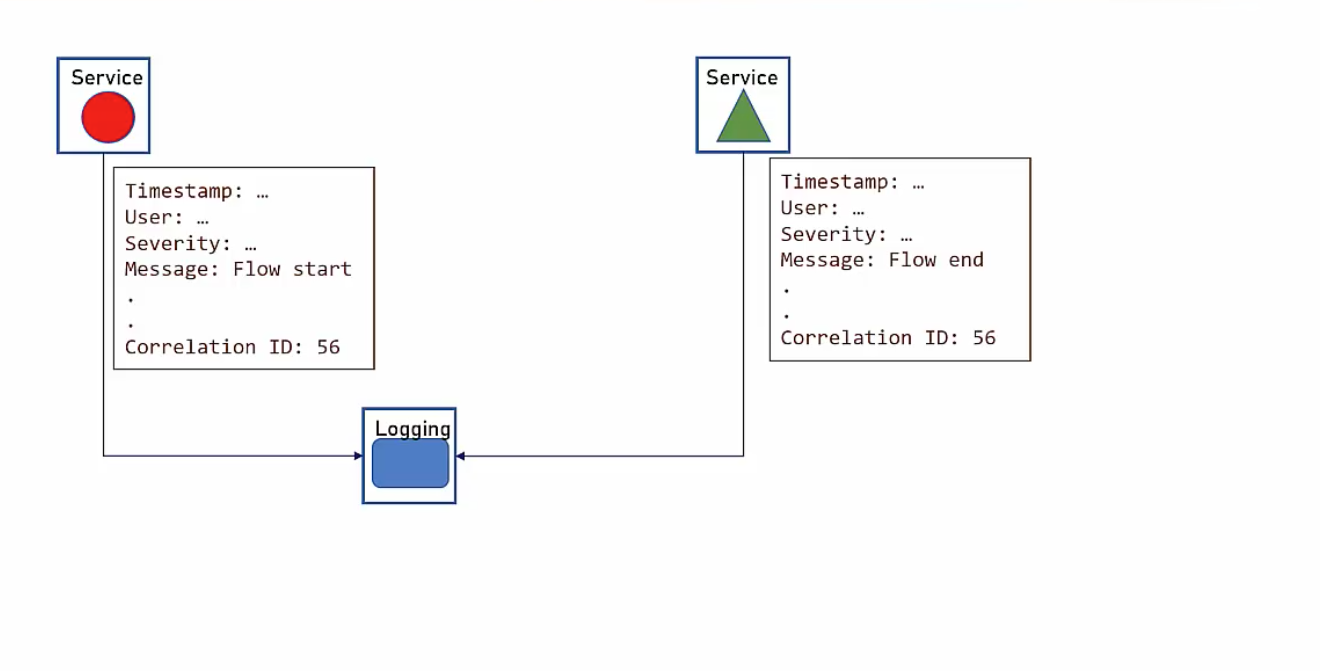 Service
Timestamp: …
User: …
Severity: …
Message: Flow start
.
.
Correlation ID: 56
Service
Timestamp: …
User: …
Severity: …
Message: Flow end
.
.
Correlation ID: 56
Logging